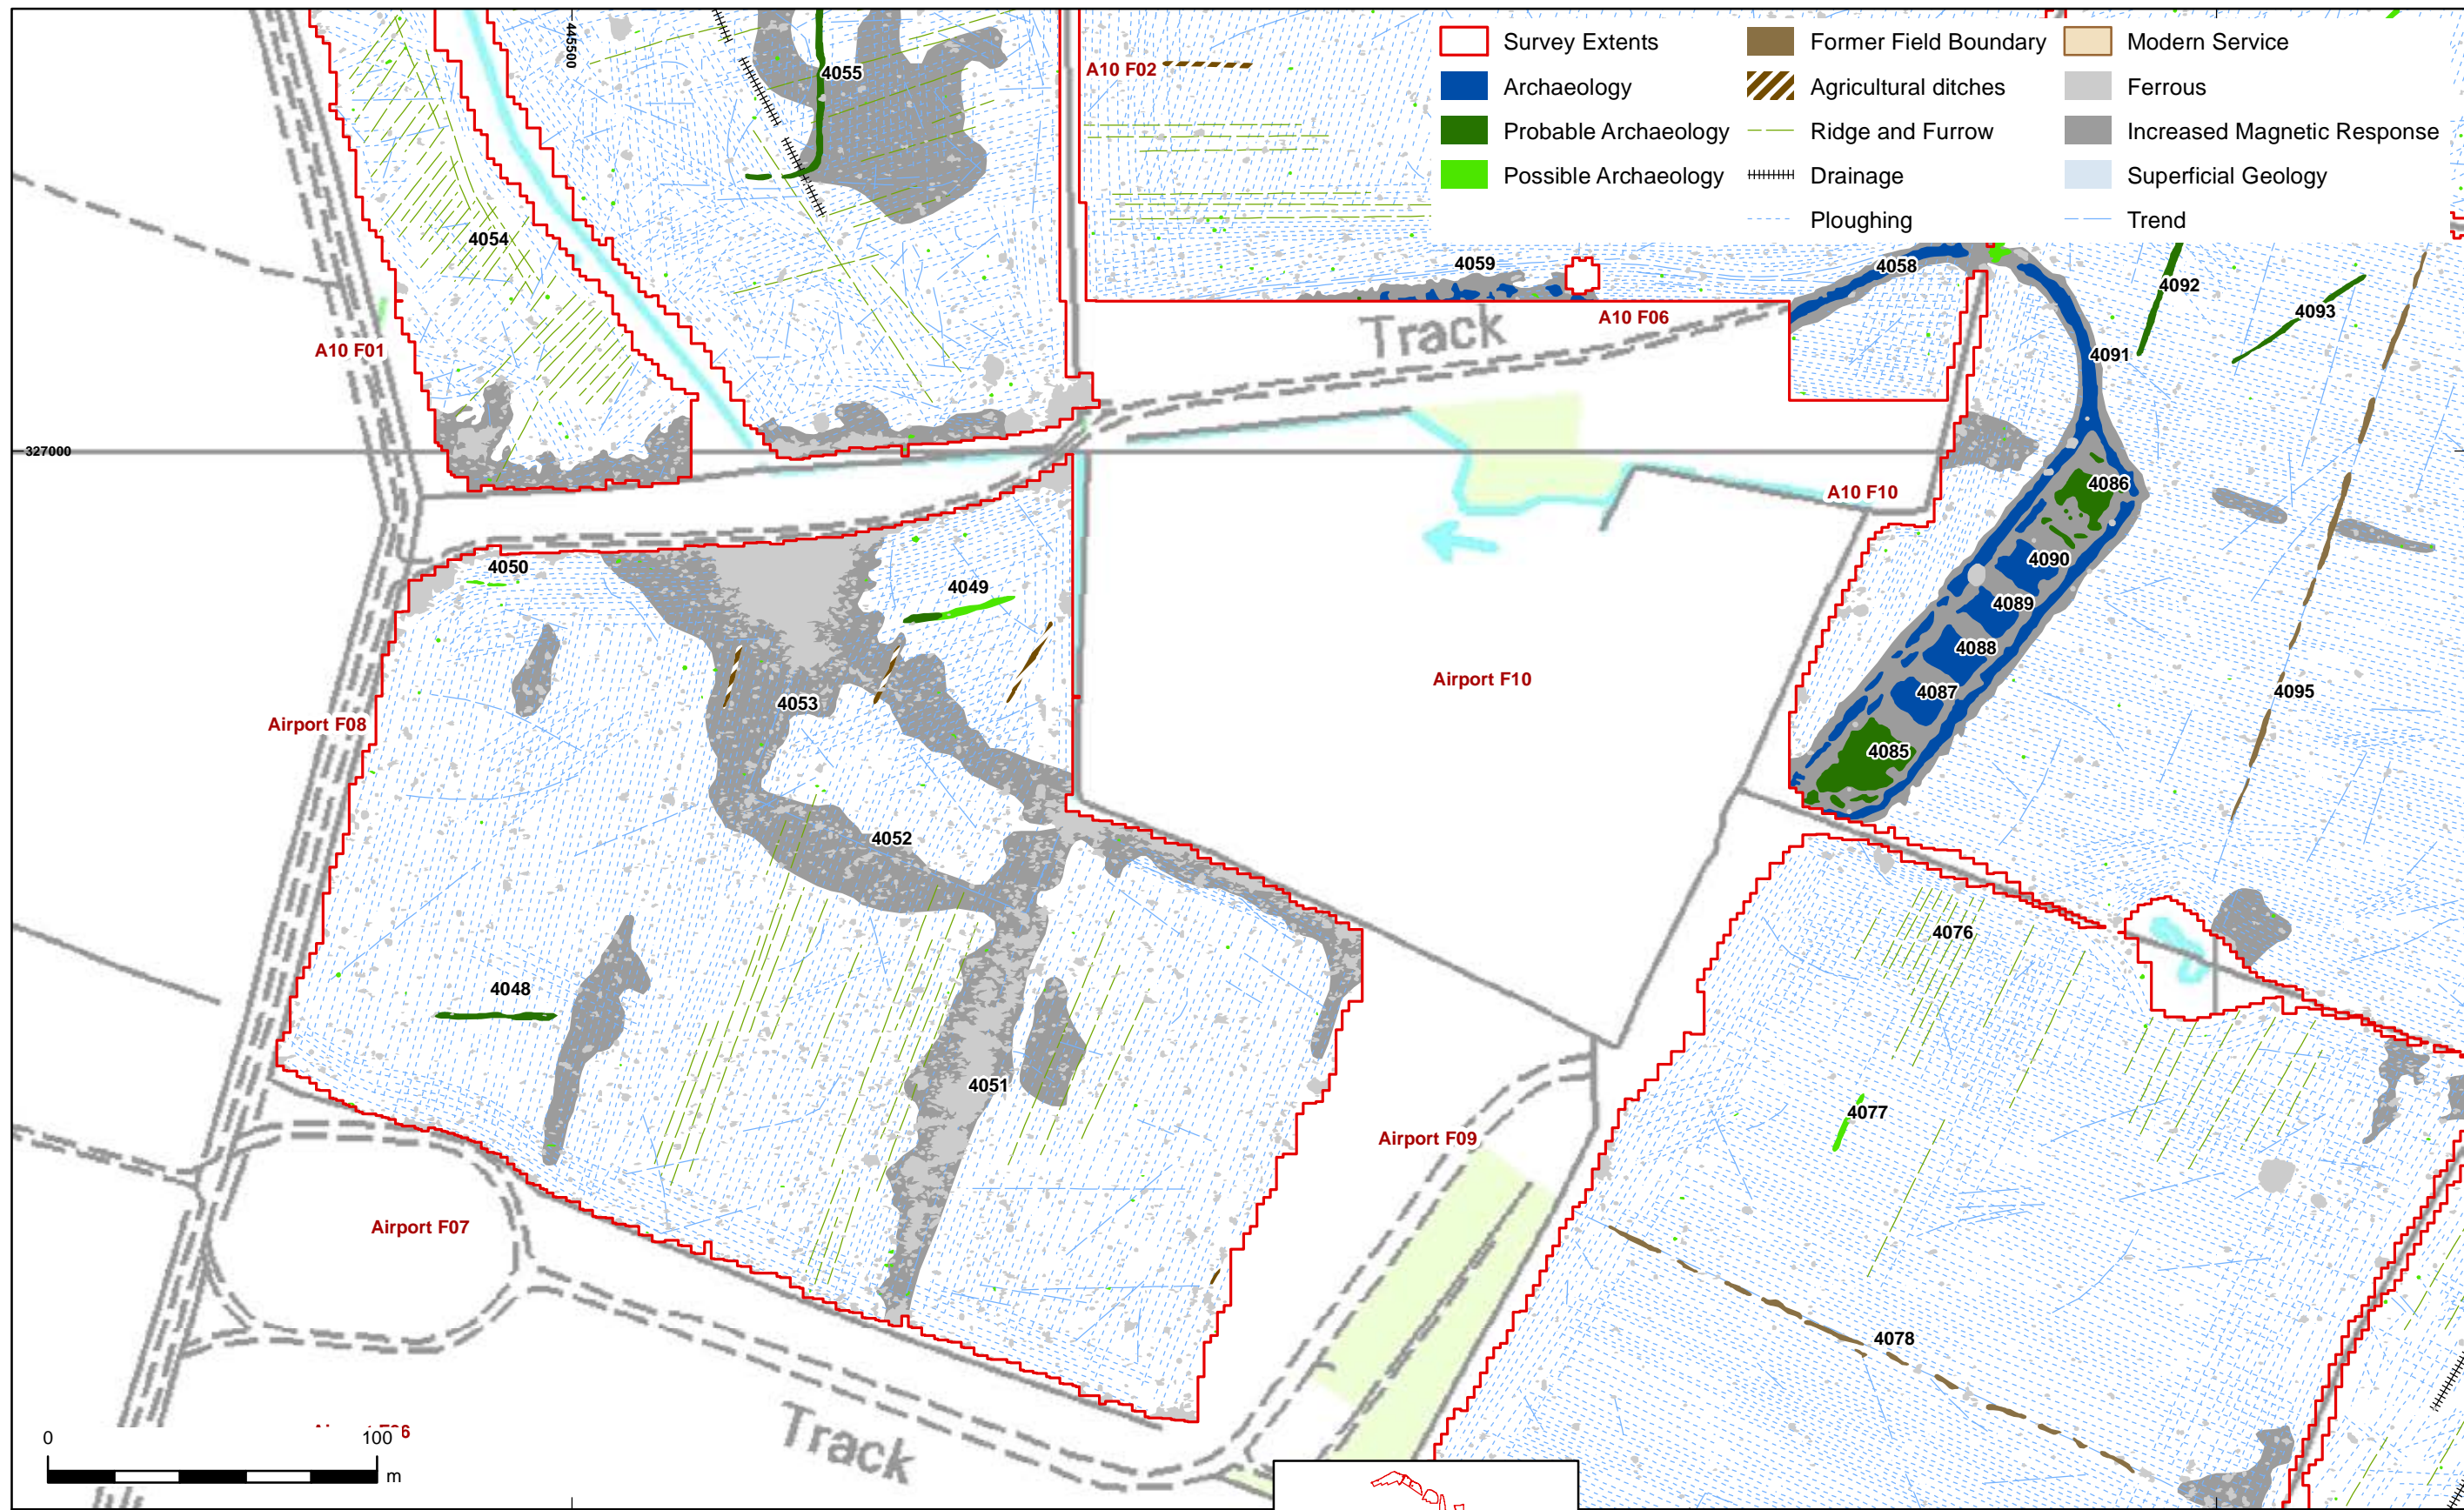 445500
4055
A10 F02
Survey Extents
Archaeology
Probable Archaeology
Possible Archaeology
Former Field Boundary
Agricultural ditches
Ridge and Furrow
Drainage
Ploughing
Modern Service
Ferrous
Increased Magnetic Response
Superficial Geology
Trend
4054
4059
4058
4092
4093
A10 F06
Track
A10 F01
4091
327000
4086
A10 F10
4090
4050
4049
4089
4088
Airport F10
4087
4095
4053
Airport F08
4085
4052
4076
4048
4051
4077
Airport F09
Airport F07
4078
Track
0 100
m